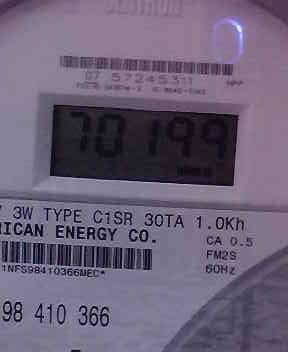 07 57245311
70199
3W TYPE C1SR 30TA 1.0Kh
RICAN ENERGY CO.
CA 0.5
FM2S
1NFS98410366MEC*
60Hz
98 410 366